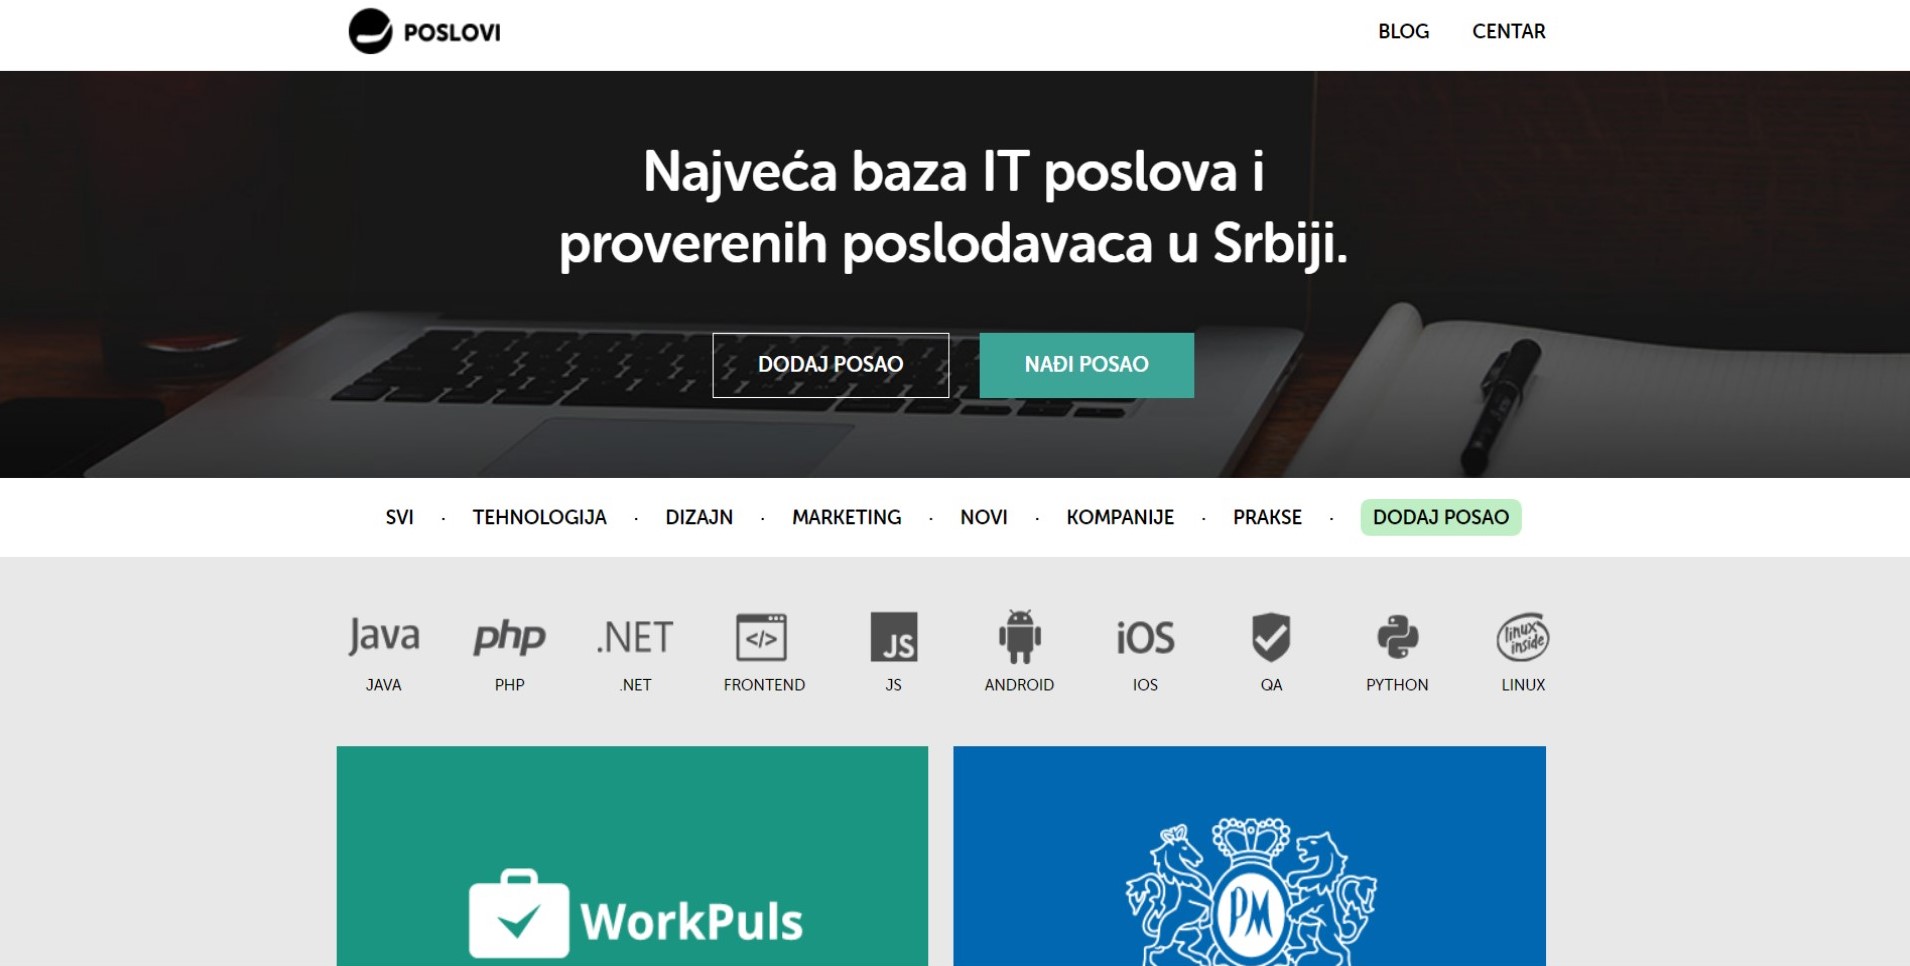 POSLOVI
BLOG
CENTAR
Najveća baza IT poslova i
proverenih poslodavaca u Srbiji.
DODAJ POSAO
NAĐI POSAO
SVI · TEHNOLOGIJA · DIZAJN · MARKETING · NOVI · KOMPANIJE · PRAKSE · DODAJ POSAO
Java
php
.NET
</>
JS
iOS
linux
inside
JAVA
PHP
.NET
FRONTEND
JS
ANDROID
IOS
QA
PYTHON
LINUX
WorkPuls
PM